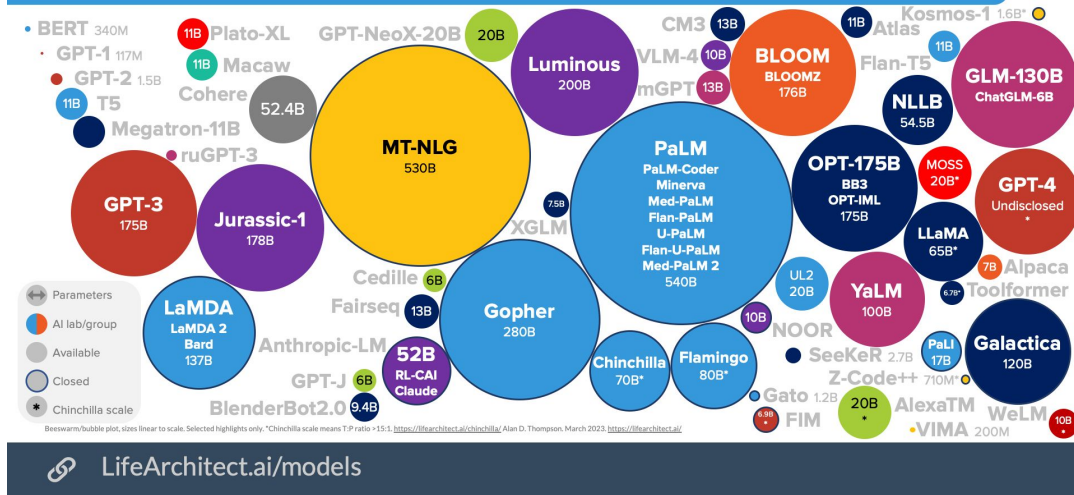 BERT 340M
GPT-1 117M
GPT-2 1.5B
11B T5
Megatron-11B
ruGPT-3
11B Plato-XL
11B Macaw
Cohere
52.4B
GPT-NeoX-20B 20B
MT-NLG
530B
Luminous
200B
CM3 13B
VLM-4 10B
mGPT 13B
BLOOM
BLOOMZ
176B
11B
Atlas
Kosmos-1 1.6B*
11B
Flan-T5
NLLB
54.5B
GLM-130B
ChatGLM-6B
GPT-3
175B
Jurassic-1
178B
7.5B
XGLM
PaLM
PaLM-Coder
Minerva
Med-PaLM
Flan-PaLM
U-PaLM
Flan-U-PaLM
Med-PaLM 2
540B
OPT-175B
BB3
OPT-IML
175B
MOSS
20B*
GPT-4
Undisclosed
*
LLaMA
65B*
7B Alpaca
6.7B* Toolformer
UL2
20B
YaLM
100B
Parameters
AI lab/group
Available
Closed
* Chinchilla scale
LaMDA
LaMDA 2
Bard
137B
Cedille 6B
Fairseq 13B
Anthropic-LM
52B
RL-CAI
Claude
GPT-J 6B
BlenderBot2.0 9.4B
Gopher
280B
Chinchilla
70B*
Flamingo
80B*
10B
NOOR
SeeKeR 2.7B
PaLI
17B
Galactica
120B
Z-Code++ 710M*
Gato 1.2B
6.9B
*
FIM
20B
*
AlexaTM
VIMA 200M
WeLM
10B
*
Beeswarm/bubble plot, sizes linear to scale. Selected highlights only. *Chinchilla scale means T:P ratio >15:1. https://lifearchitect.ai/chinchilla/ Alan D. Thompson. March 2023. https://lifearchitect.ai/
LifeArchitect.ai/models